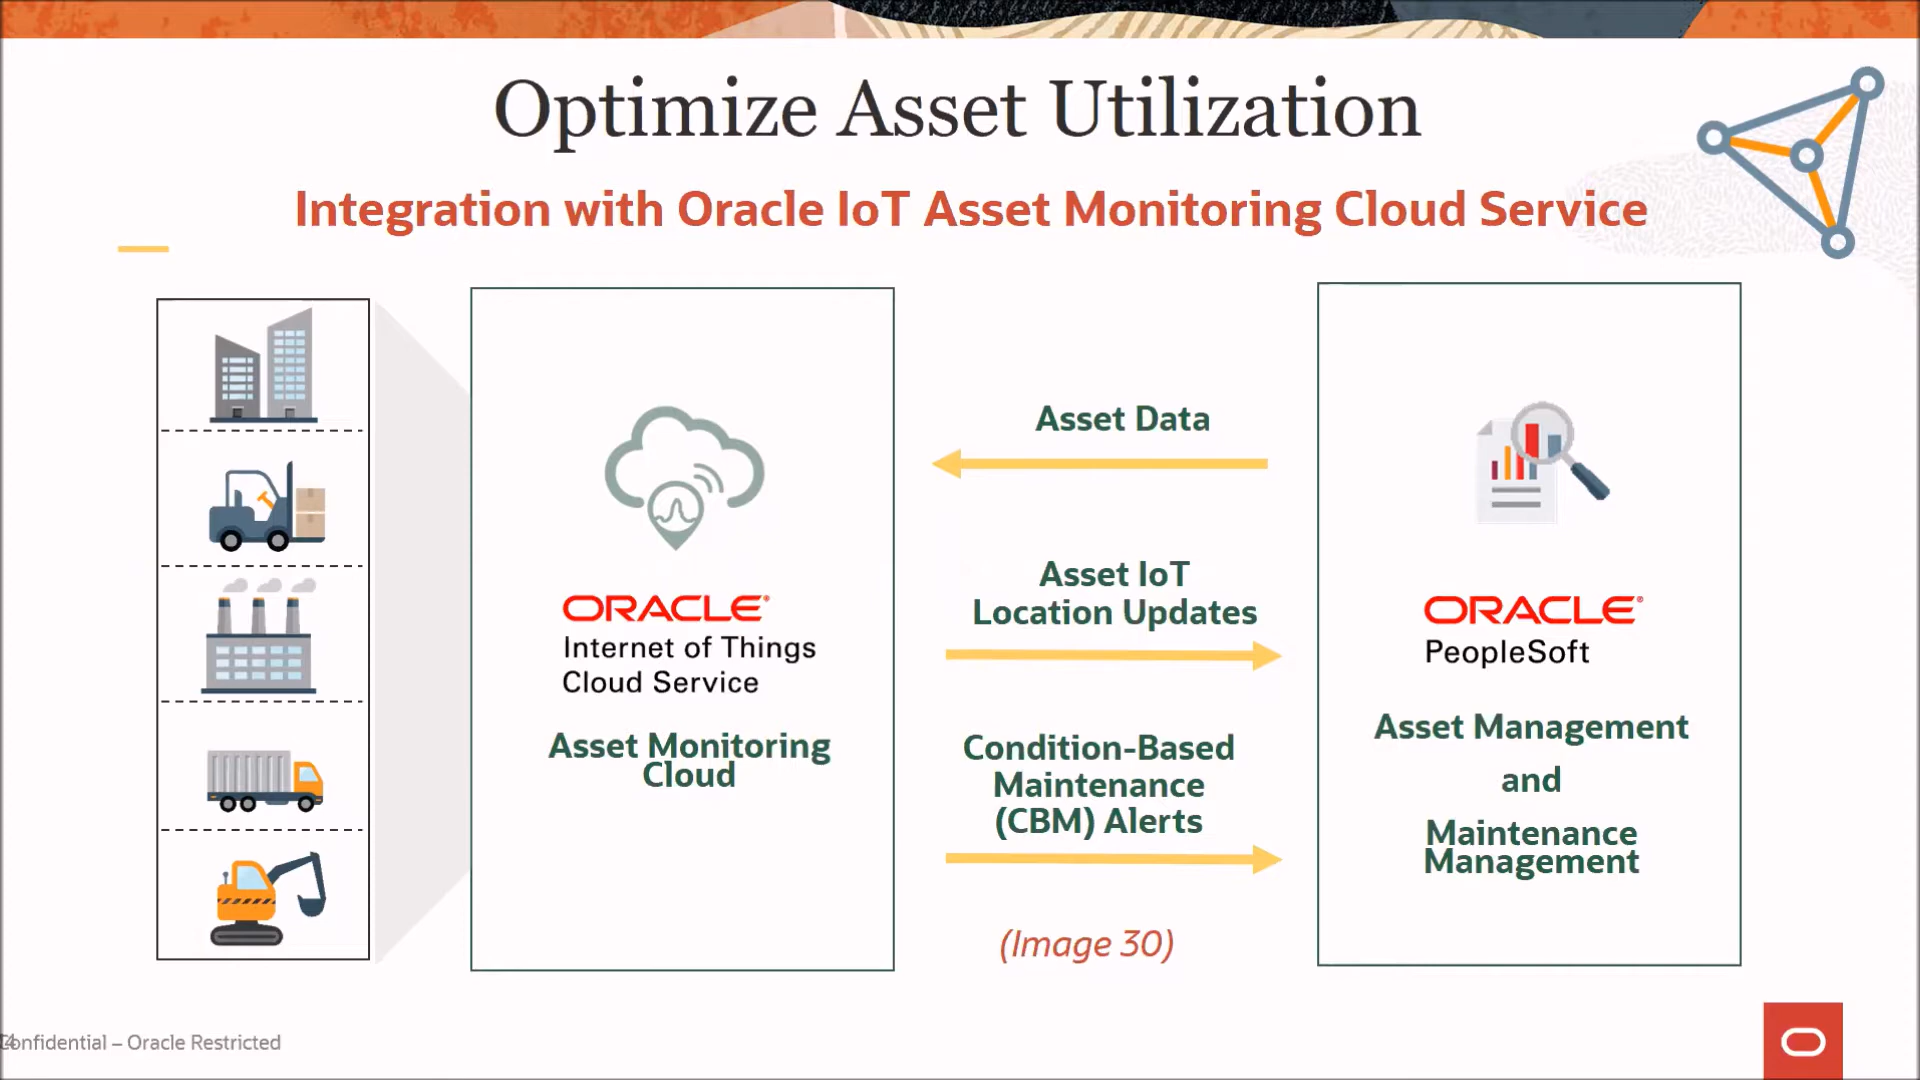 Optimize Asset Utilization
Integration with Oracle IoT Asset Monitoring Cloud Service
ORACLE®
Internet of Things
Cloud Service
Asset Monitoring
Cloud
Asset Data
Asset IoT
Location Updates
Condition-Based
Maintenance
(CBM) Alerts
(Image 30)
ORACLE®
PeopleSoft
Asset Management
and
Maintenance
Management
Confidential – Oracle Restricted